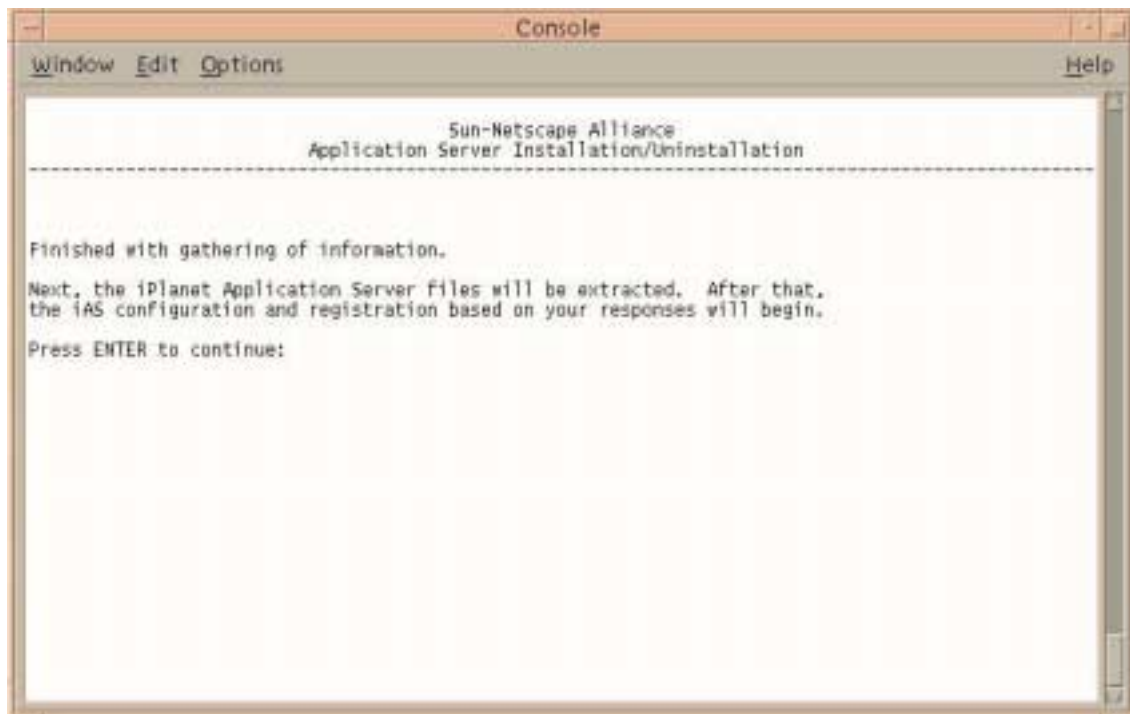 Console
Window Edit Options Help
Sun-Netscape Alliance
Application Server Installation/Uninstallation
--------------------------------------------------------------------------------
Finished with gathering of information.
Next, the iPlanet Application Server files will be extracted.  After that,
the iAS configuration and registration based on your responses will begin.
Press ENTER to continue: